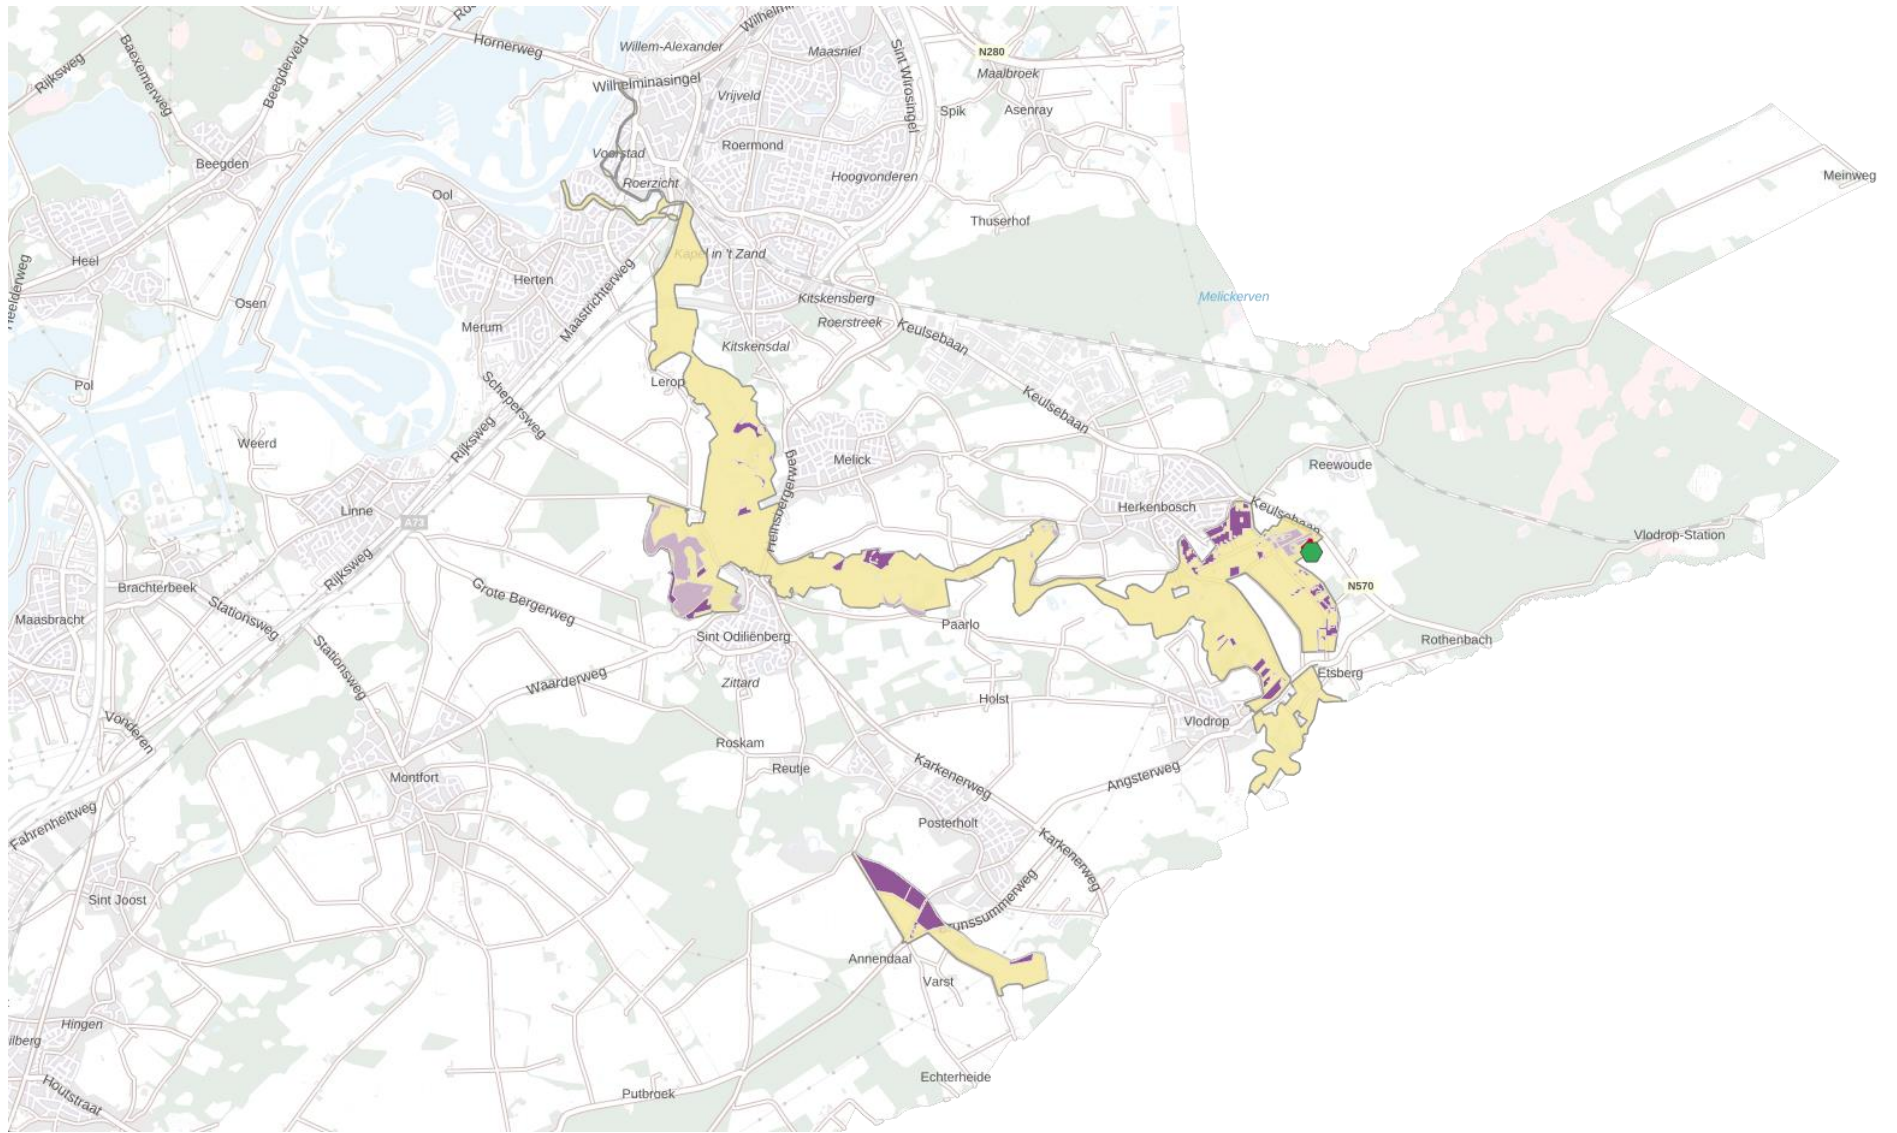 Hornerweg
Willem-Alexander
Maasniel
N280
Maalbroek
Rijksweg
Baexemerweg
Beegderveld
Wilhelminasingel
Vrijveld
Sint Wirosingel
Spik
Asenray
Beegden
Voorstad
Roermond
Roerzicht
Hoogvonderen
Meinweg
Ool
Thuserhof
Heel
Kapel in 't Zand
Herten
Osen
Maastrichterweg
Kitskensberg
Melickerven
Merum
Roerstreek
Keulsebaan
Kitskensdal
Pol
Lerop
Schepersweg
Keulsebaan
Weerd
Rijksweg
Melick
Reewoude
Heinsbergerweg
Linne
A73
Herkenbosch
Keulsebaan
Vlodrop-Station
Brachterbeek
Rijksweg
N570
Grote Bergerweg
Stationsweg
Maasbracht
Paarlo
Sint Odiliënberg
Rothenbach
Stationsweg
Waarderweg
Zittard
Etsberg
Holst
Vlodrop
Vonderen
Roskam
Reutje
Karkenerweg
Montfort
Angsterweg
Fahrenheitweg
Posterholt
Karkenerweg
Sint Joost
Annendaal
Varst
Hingen
Echterheide
Houtstraat
Putbroek